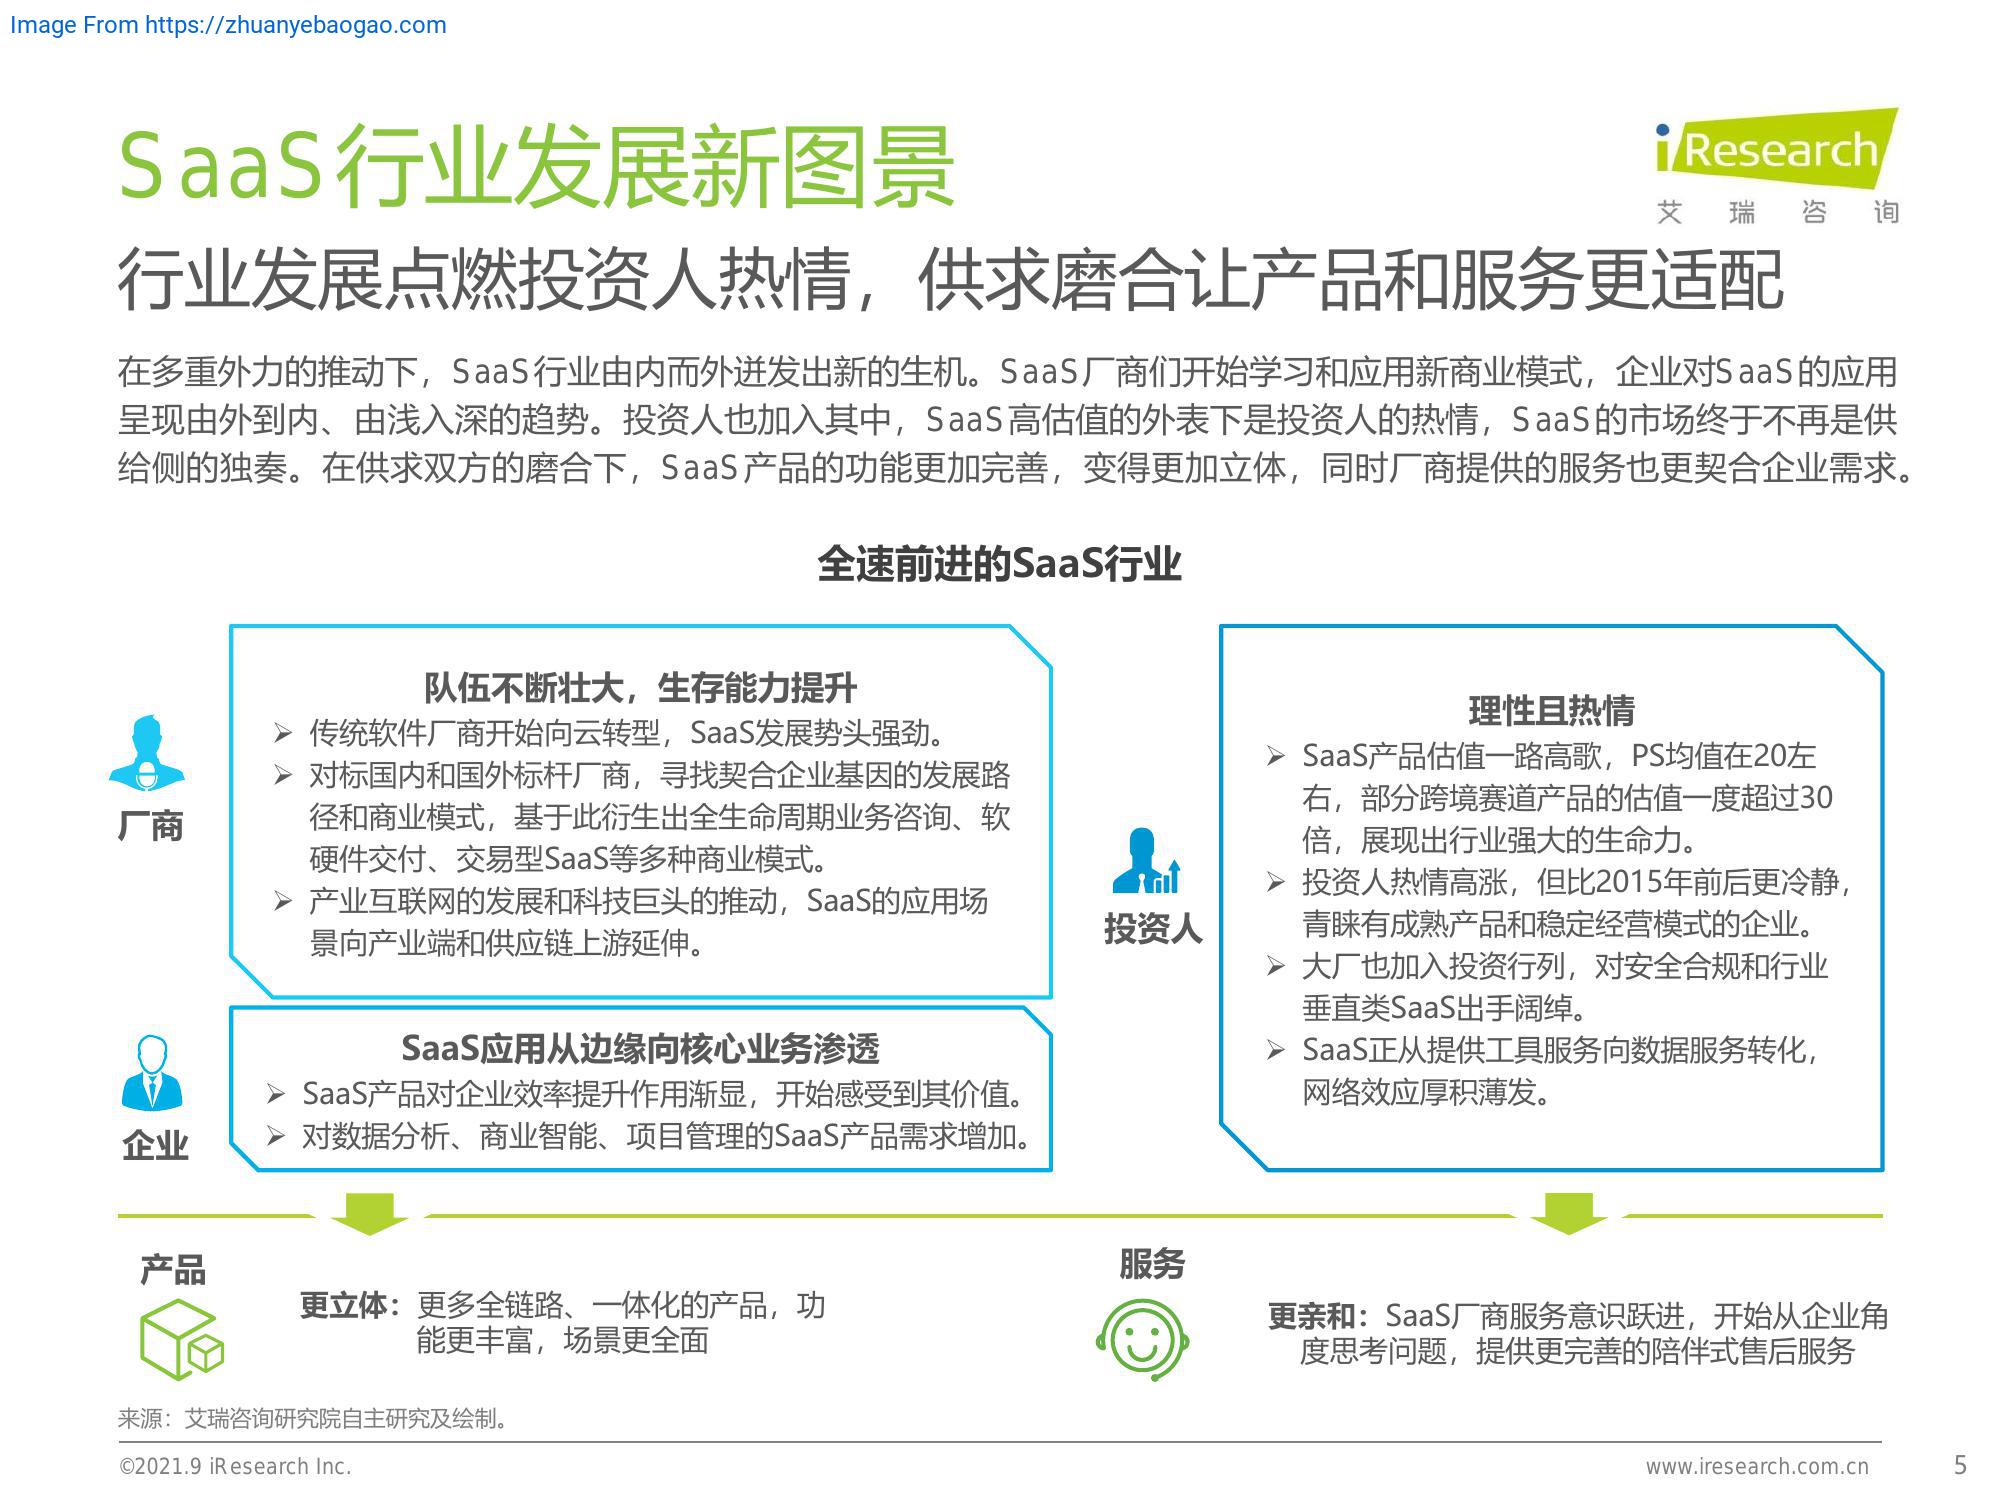 Image From https://zhuanyebaogao.com
SaaS行业发展新图景
iResearch
艾瑞咨询
行业发展点燃投资人热情，供求磨合让产品和服务更适配
在多重外力的推动下，SaaS行业由内而外迸发出新的生机。SaaS厂商们开始学习和应用新商业模式，企业对SaaS的应用
呈现由外到内、由浅入深的趋势。投资人也加入其中，SaaS高估值的外表下是投资人的热情，SaaS的市场终于不再是供
给侧的独奏。在供求双方的磨合下，SaaS产品的功能更加完善，变得更加立体，同时厂商提供的服务也更契合企业需求。
全速前进的SaaS行业
厂商
队伍不断壮大，生存能力提升
➢ 传统软件厂商开始向云转型，SaaS发展势头强劲。
➢ 对标国内和国外标杆厂商，寻找契合企业基因的发展路
径和商业模式，基于此衍生出全生命周期业务咨询、软
硬件交付、交易型SaaS等多种商业模式。
➢ 产业互联网的发展和科技巨头的推动，SaaS的应用场
景向产业端和供应链上游延伸。
企业
SaaS应用从边缘向核心业务渗透
➢ SaaS产品对企业效率提升作用渐显，开始感受到其价值。
➢ 对数据分析、商业智能、项目管理的SaaS产品需求增加。
投资人
理性且热情
➢ SaaS产品估值一路高歌，PS均值在20左
右，部分跨境赛道产品的估值一度超过30
倍，展现出行业强大的生命力。
➢ 投资人热情高涨，但比2015年前后更冷静，
青睐有成熟产品和稳定经营模式的企业。
➢ 大厂也加入投资行列，对安全合规和行业
垂直类SaaS出手阔绰。
➢ SaaS正从提供工具服务向数据服务转化，
网络效应厚积薄发。
产品
更立体：更多全链路、一体化的产品，功
能更丰富，场景更全面
服务
更亲和：SaaS厂商服务意识跃进，开始从企业角
度思考问题，提供更完善的陪伴式售后服务
来源：艾瑞咨询研究院自主研究及绘制。
©2021.9 iResearch Inc.
www.iresearch.com.cn
5